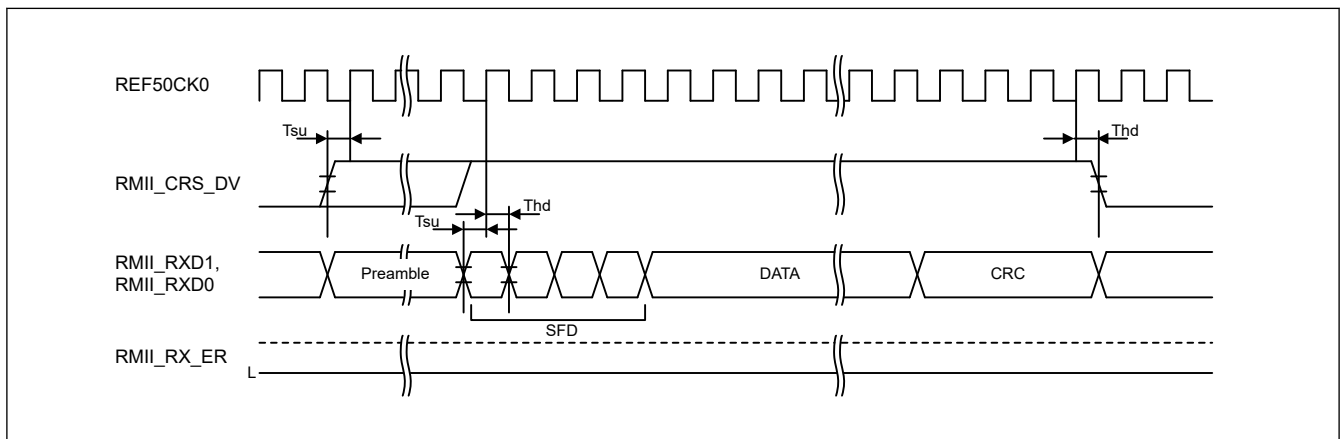 REF50CK0
Tsu
Thd
RMII_CRS_DV
Tsu
Thd
RMII_RXD1,
RMII_RXD0
Preamble
DATA
CRC
SFD
RMII_RX_ER
L